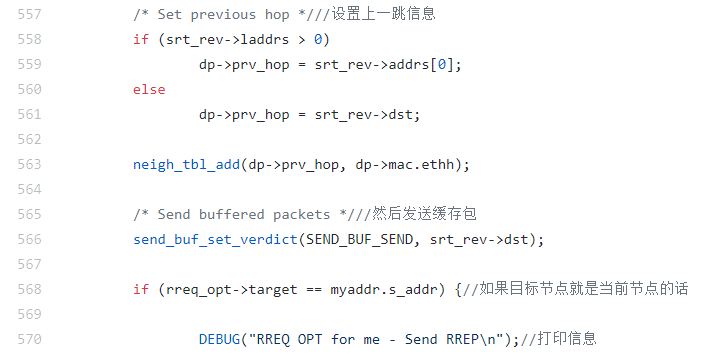 557 /* Set previous hop *///设置上一跳信息
558 if (srt_rev->laddrs > 0)
559 dp->prv_hop = srt_rev->addrs[0];
560 else
561 dp->prv_hop = srt_rev->dst;
562
563 neigh_tbl_add(dp->prv_hop, dp->mac.ethh);
564
565 /* Send buffered packets *///然后发送缓存包
566 send_buf_set_verdict(SEND_BUF_SEND, srt_rev->dst);
567
568 if (rreq_opt->target == myaddr.s_addr) {//如果目标节点就是当前节点的话
569
570 DEBUG("RREQ OPT for me - Send RREP\n");//打印信息